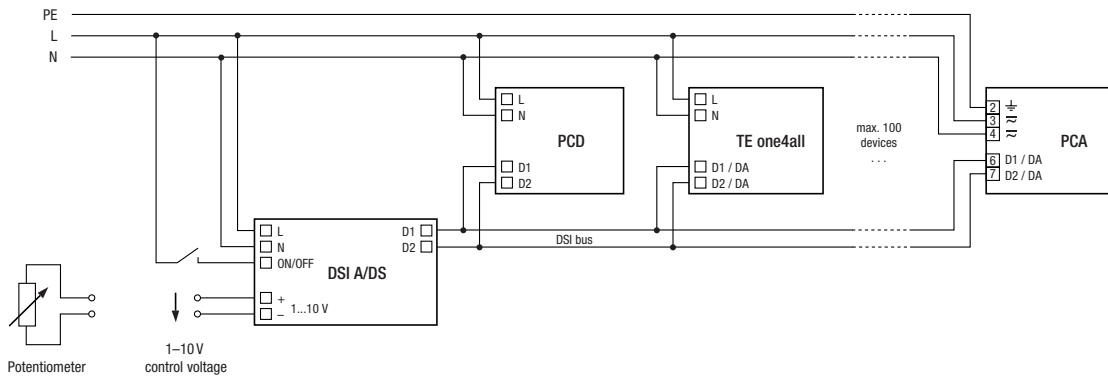 PE
L
N
L
N
PCD
D1
D2
L
N
TE one4all
D1 / DA
D2 / DA
max. 100
devices
. . .
2
3
4
PCA
6 D1 / DA
7 D2 / DA
L
N
ON/OFF
D1
D2
DSI A/DS
+
–
1...10 V
DSI bus
Potentiometer
1–10 V
control voltage